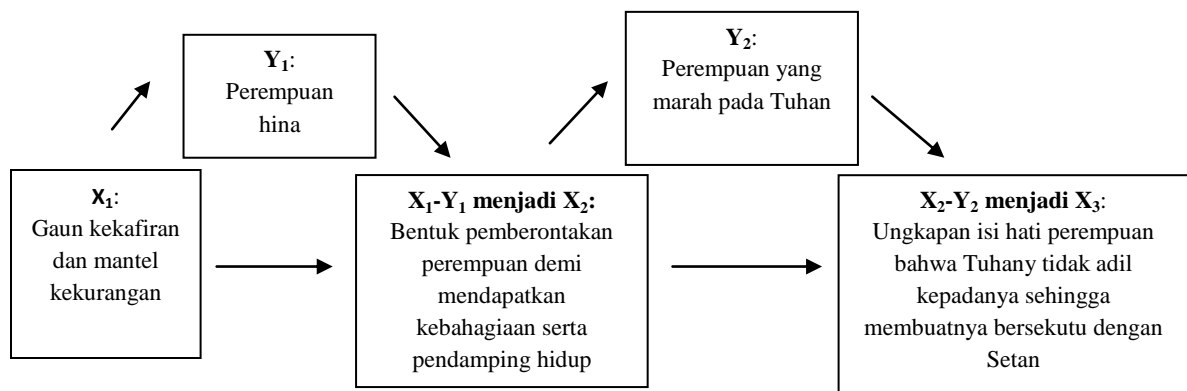 Y₁:
Perempuan
hina
Y₂:
Perempuan yang
marah pada Tuhan
X₁:
Gaun kekafiran
dan mantel
kekurangan
X₁-Y₁ menjadi X₂:
Bentuk pemberontakan
perempuan demi
mendapatkan
kebahagiaan serta
pendamping hidup
X₂-Y₂ menjadi X₃:
Ungkapan isi hati perempuan
bahwa Tuhany tidak adil
kepadanya sehingga
membuatnya bersekutu dengan
Setan